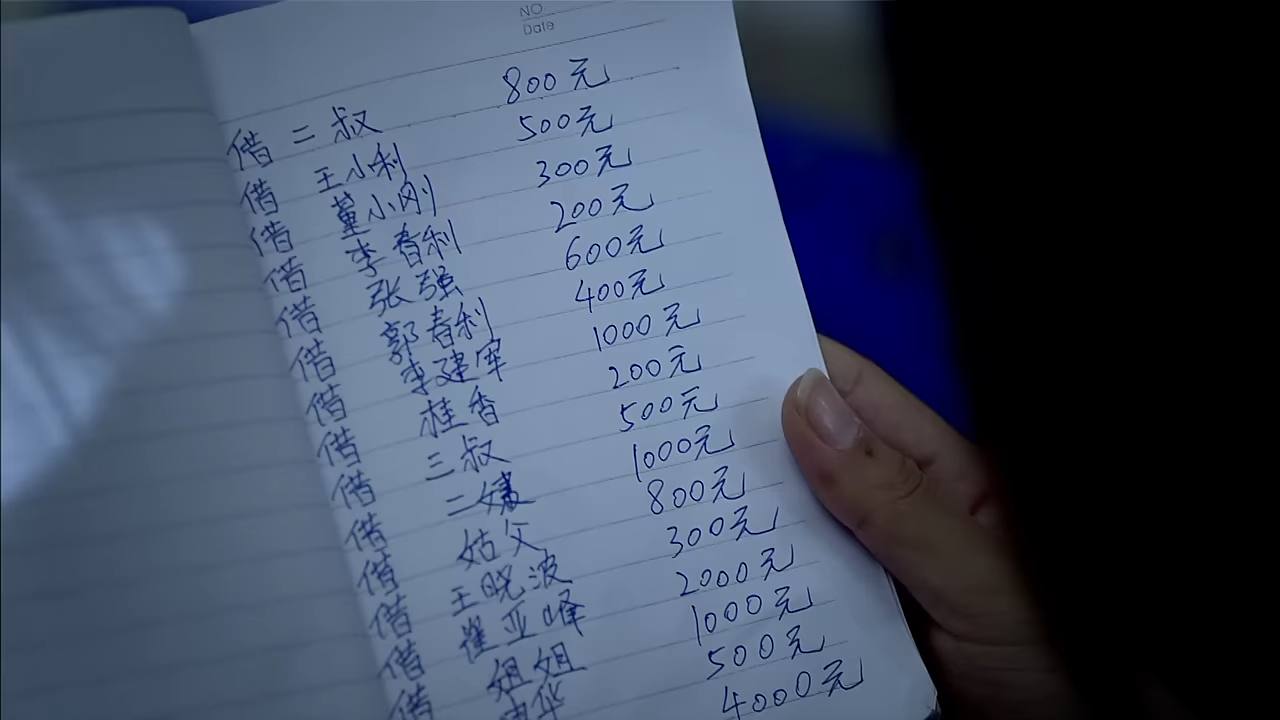 NO
Date
借 二叔 800元
借 王小利 500元
借 董小刚 300元
借 李春利 200元
借 张强 600元
借 郭春利 400元
借 李建军 1000元
借 桂香 200元
借 三叔 500元
借 二 1000元
借 姑父 800元
借 王晓波 300元
借 崔亚峰 2000元
借 姐姐 1000元
借 华 500元
4000元